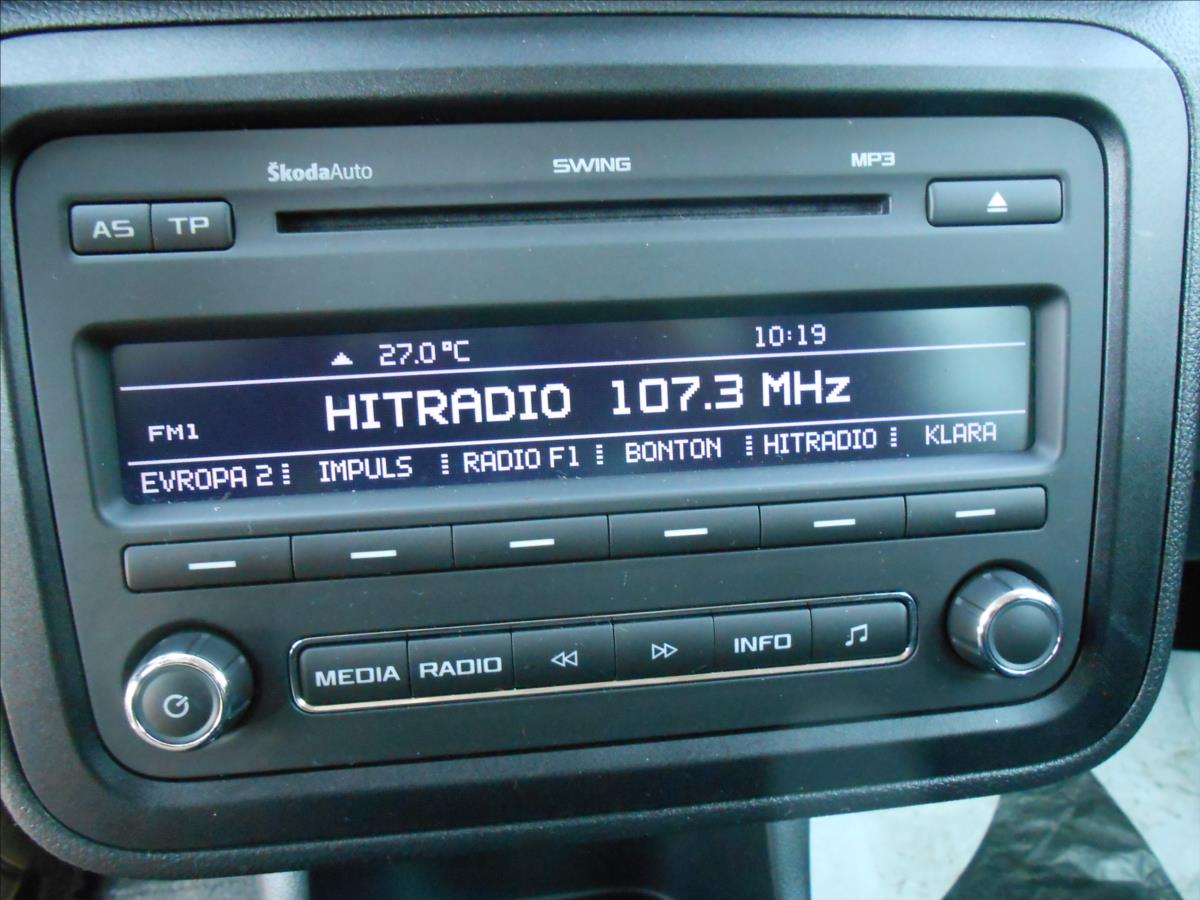 ŠkodaAuto SWING MP3
AS TP
27.0°C 10:19
FM1 HITRADIO 107.3 MHz
EVROPA 2 IMPULS RADIO F1 BONTON HITRADIO KLARA
MEDIA RADIO INFO